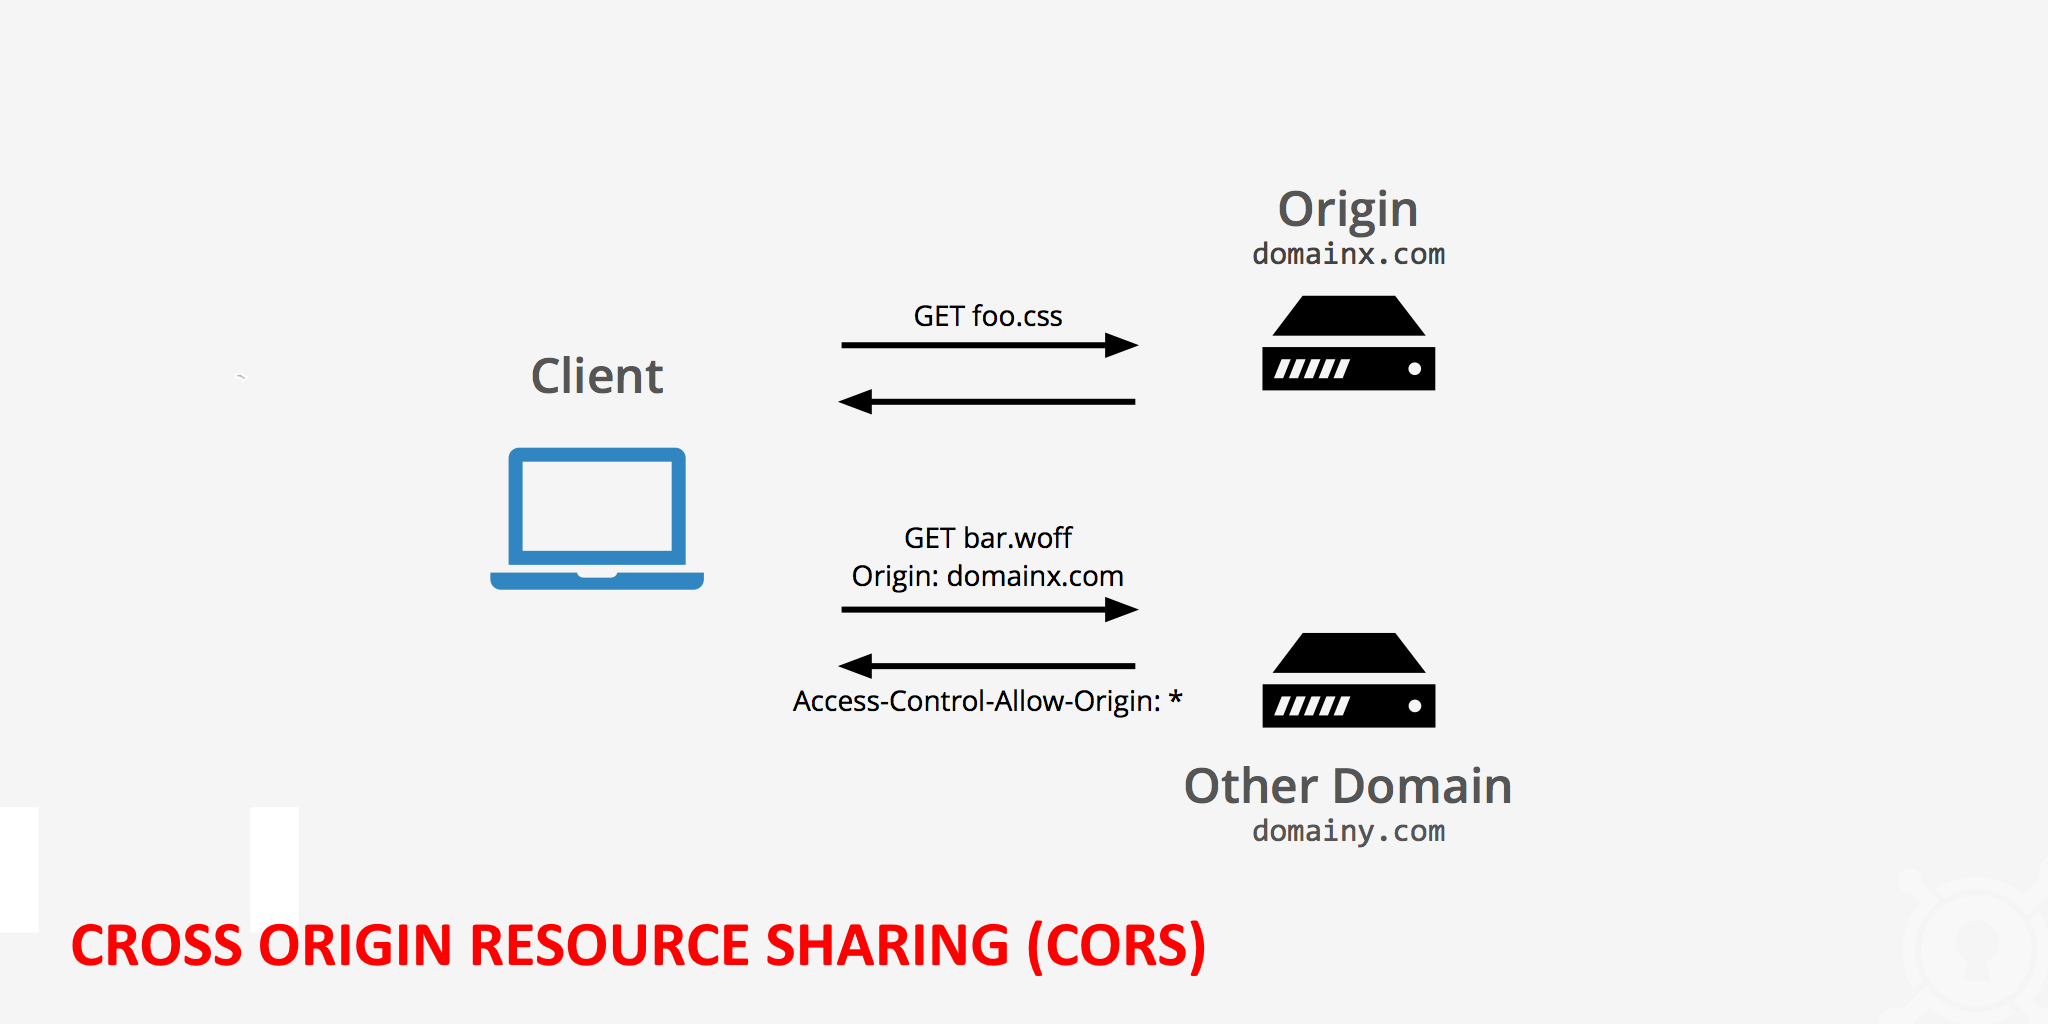 Origin
domainx.com
GET foo.css
Client
GET bar.woff
Origin: domainx.com
Access-Control-Allow-Origin: *
Other Domain
domainy.com
CROSS ORIGIN RESOURCE SHARING (CORS)